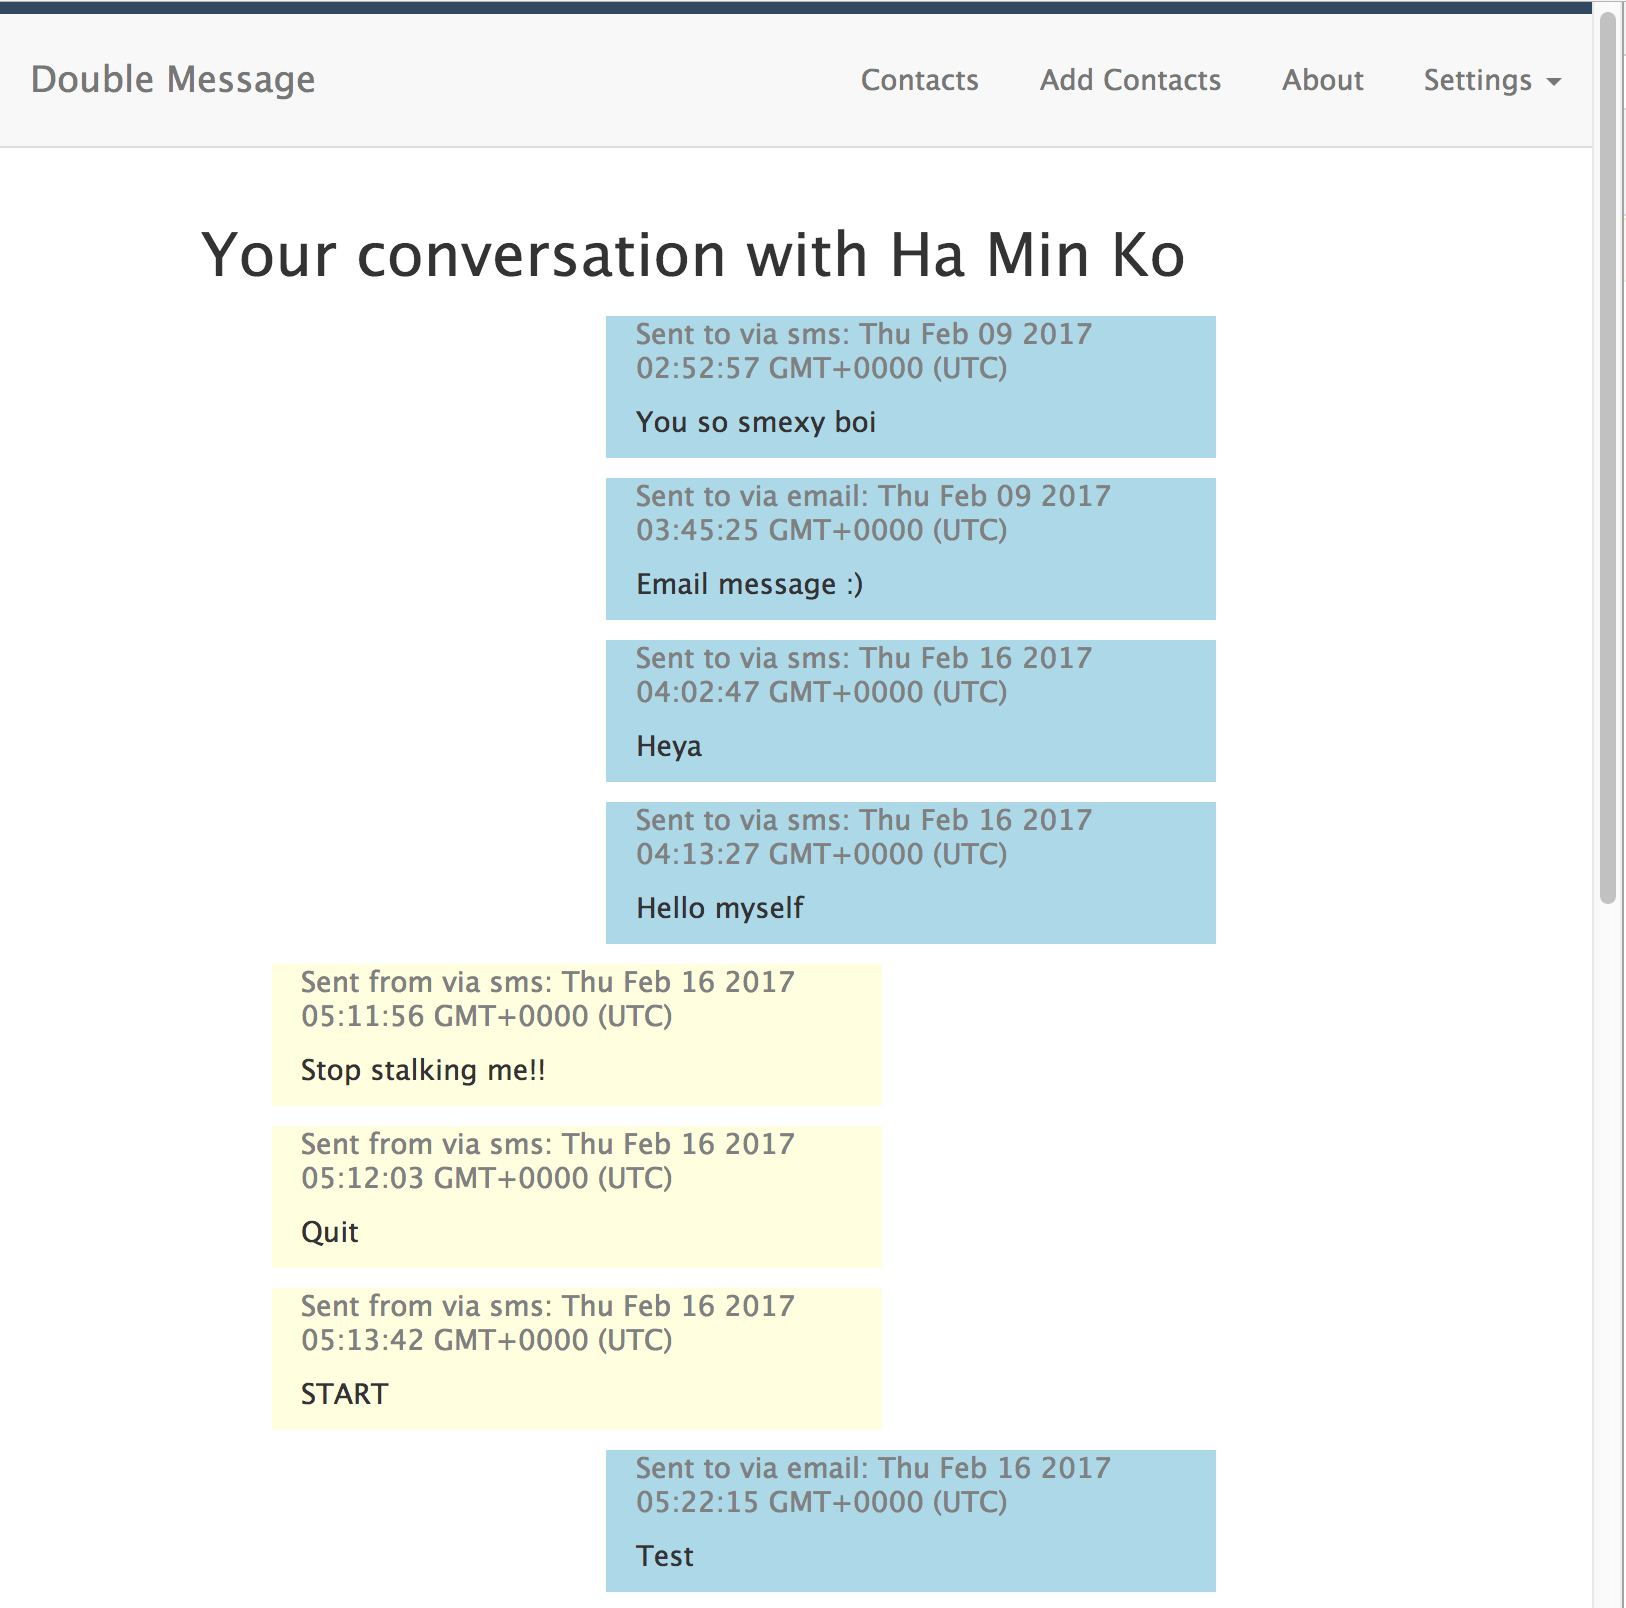 Double Message Contacts Add Contacts About Settings
Your conversation with Ha Min Ko
Sent to via sms: Thu Feb 09 2017
02:52:57 GMT+0000 (UTC)
You so smexy boi
Sent to via email: Thu Feb 09 2017
03:45:25 GMT+0000 (UTC)
Email message :)
Sent to via sms: Thu Feb 16 2017
04:02:47 GMT+0000 (UTC)
Heya
Sent to via sms: Thu Feb 16 2017
04:13:27 GMT+0000 (UTC)
Hello myself
Sent from via sms: Thu Feb 16 2017
05:11:56 GMT+0000 (UTC)
Stop stalking me!!
Sent from via sms: Thu Feb 16 2017
05:12:03 GMT+0000 (UTC)
Quit
Sent from via sms: Thu Feb 16 2017
05:13:42 GMT+0000 (UTC)
START
Sent to via email: Thu Feb 16 2017
05:22:15 GMT+0000 (UTC)
Test